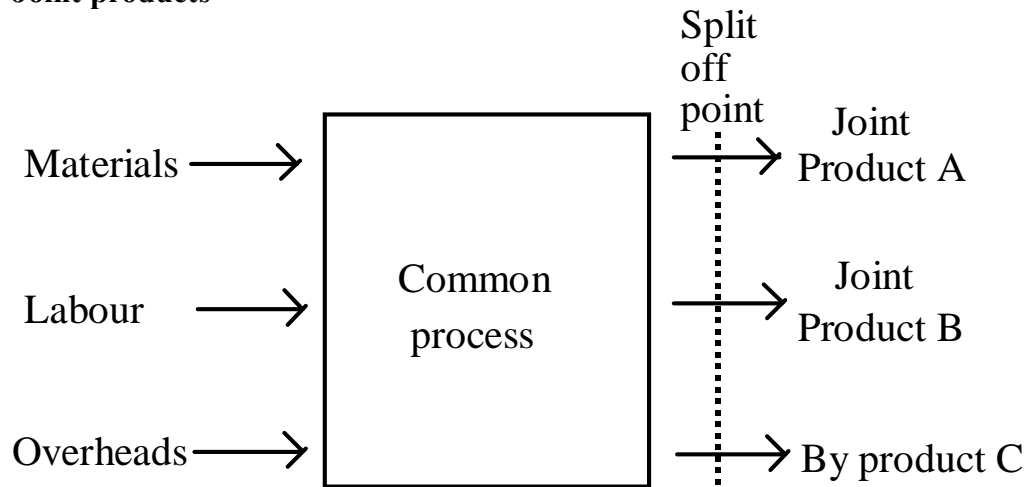 Joint products
Split
off
point
Materials
Labour
Overheads
Common
process
Joint
Product A
Joint
Product B
By product C